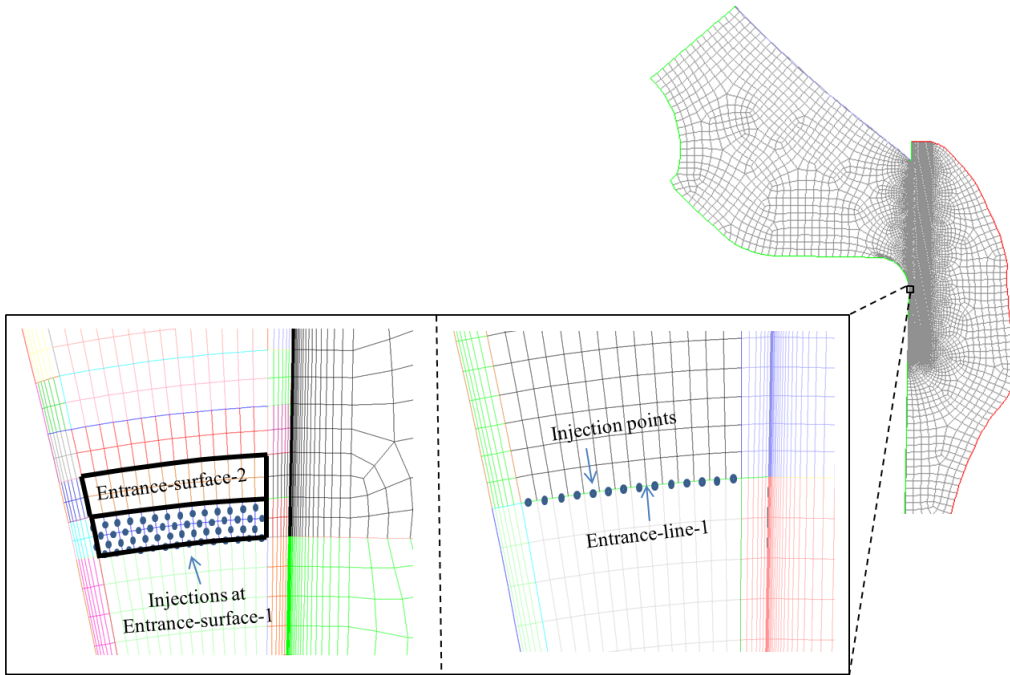 Entrance-surface-2
Injections at
Entrance-surface-1
Injection points
Entrance-line-1